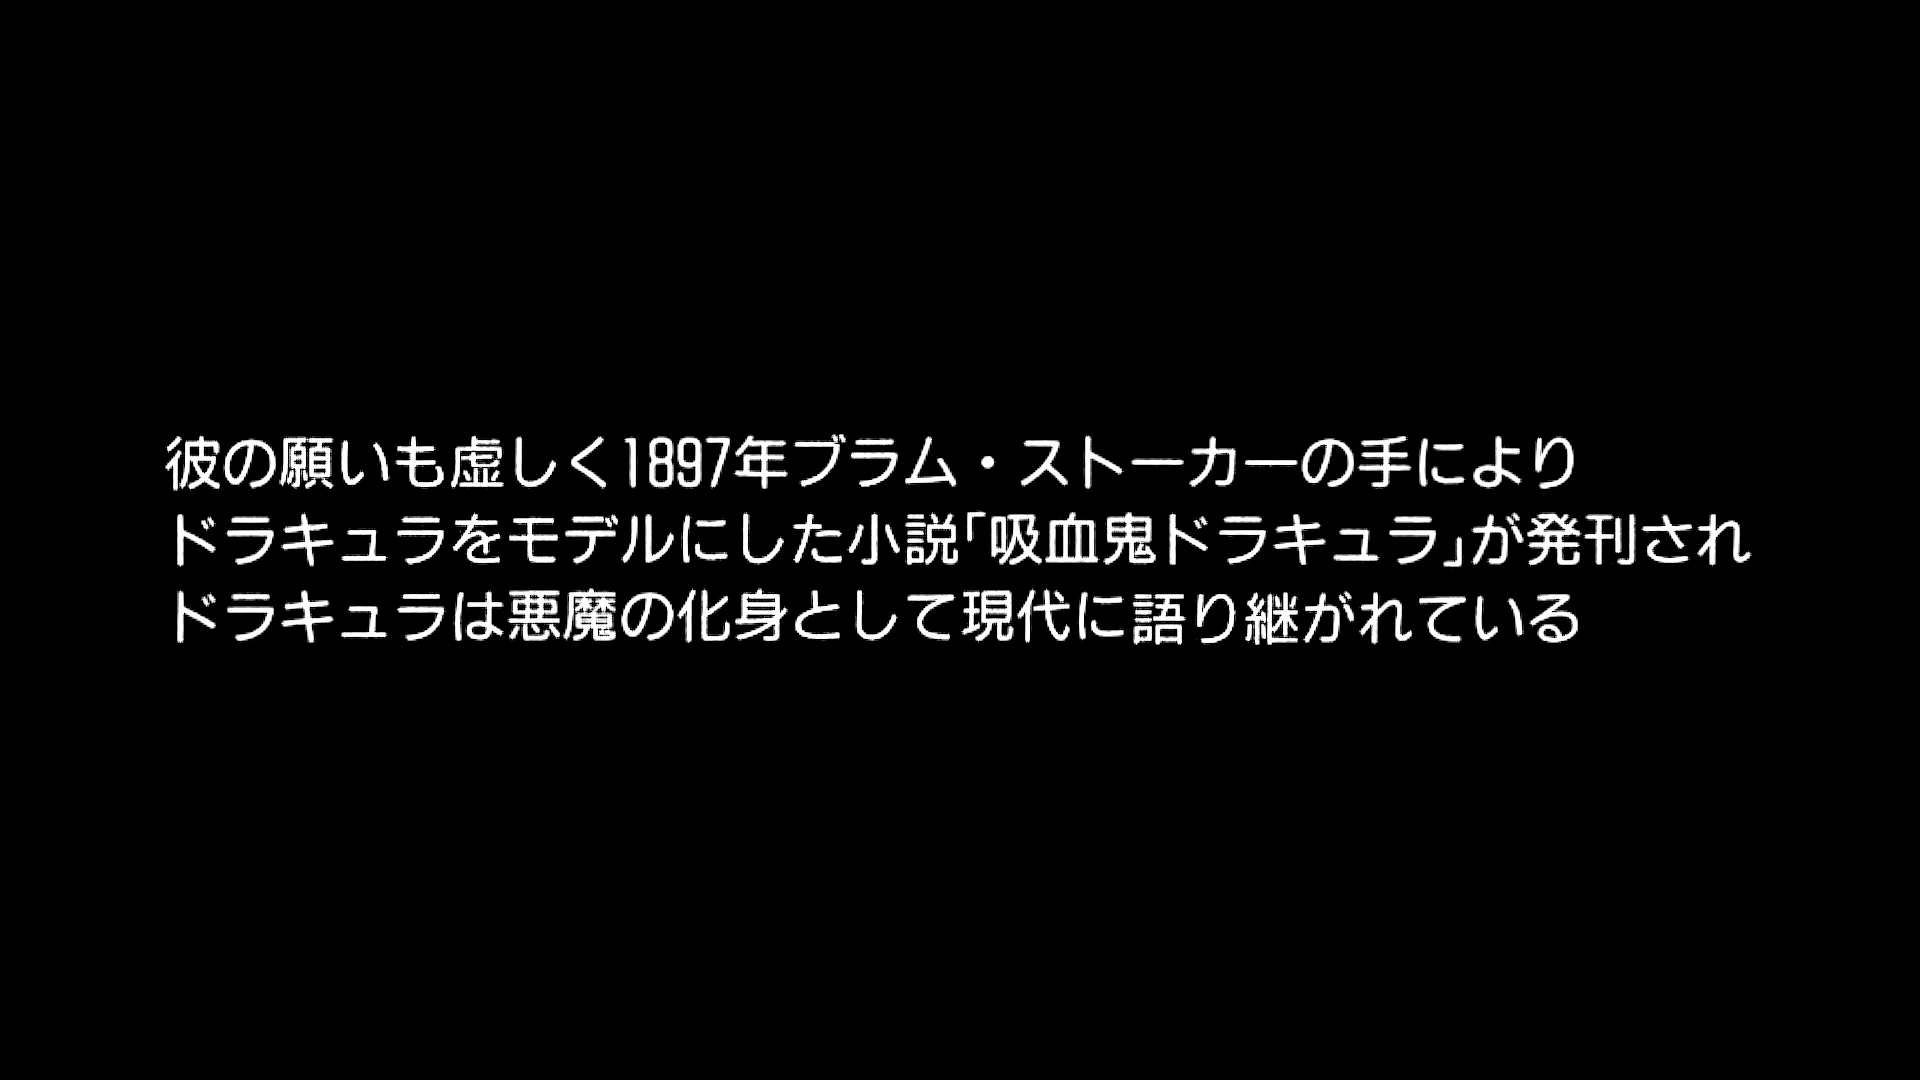 彼の願いも虚しく1897年ブラム・ストーカーの手により
ドラキュラをモデルにした小説「吸血鬼ドラキュラ」が発刊され
ドラキュラは悪魔の化身として現代に語り継がれている